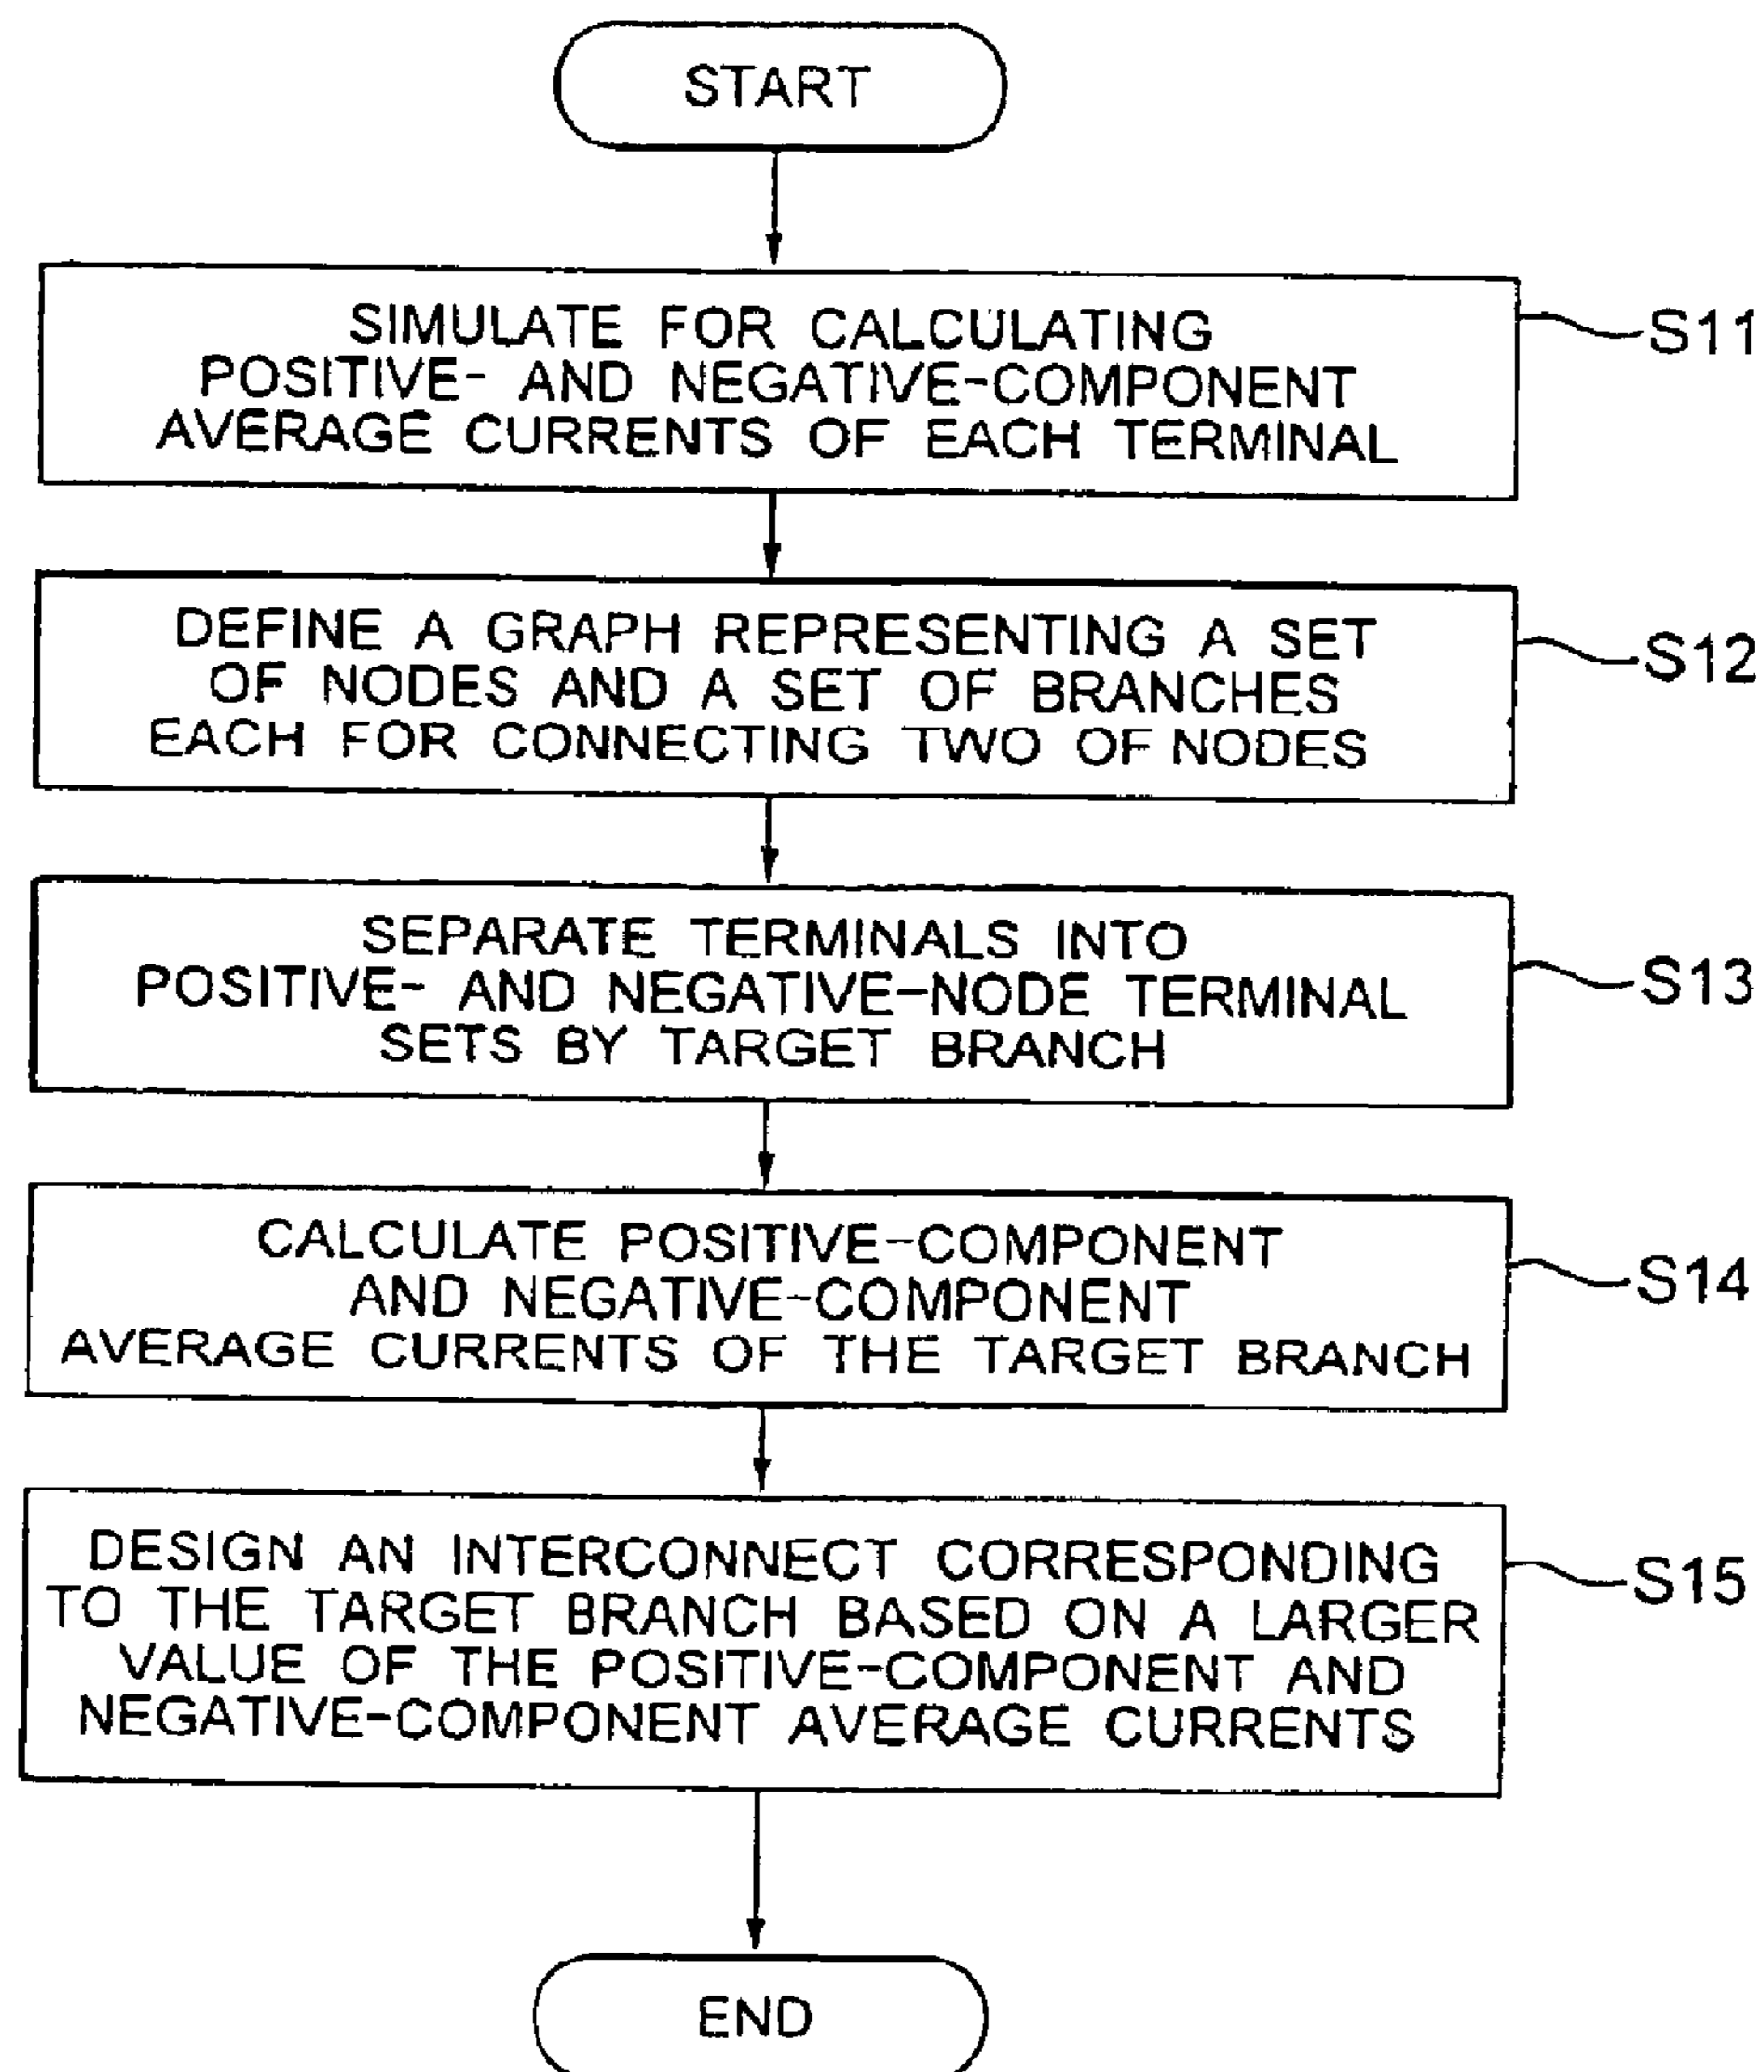 START
SIMULATE FOR CALCULATING
POSITIVE- AND NEGATIVE-COMPONENT
AVERAGE CURRENTS OF EACH TERMINAL
S11
DEFINE A GRAPH REPRESENTING A SET
OF NODES AND A SET OF BRANCHES
EACH FOR CONNECTING TWO OF NODES
S12
SEPARATE TERMINALS INTO
POSITIVE- AND NEGATIVE-NODE TERMINAL
SETS BY TARGET BRANCH
S13
CALCULATE POSITIVE-COMPONENT
AND NEGATIVE-COMPONENT
AVERAGE CURRENTS OF THE TARGET BRANCH
S14
DESIGN AN INTERCONNECT CORRESPONDING
TO THE TARGET BRANCH BASED ON A LARGER
VALUE OF THE POSITIVE-COMPONENT AND
NEGATIVE-COMPONENT AVERAGE CURRENTS
S15
END